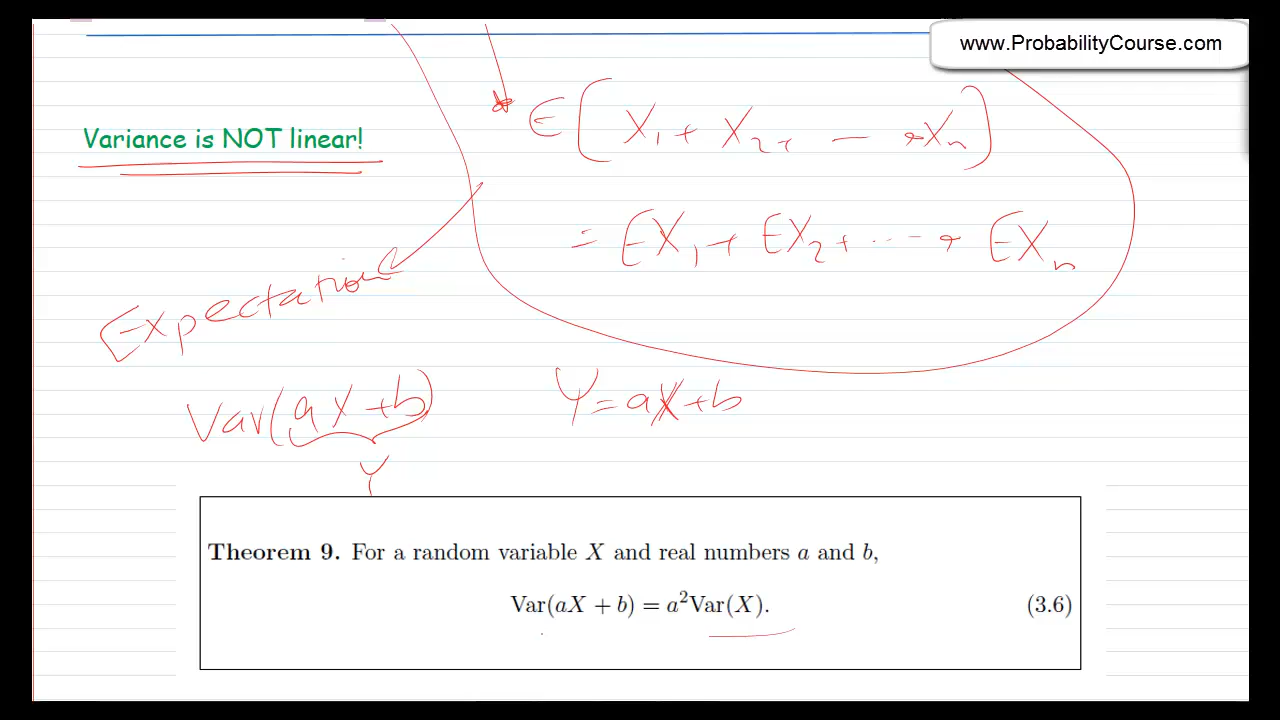 www.ProbabilityCourse.com
Variance is NOT linear!
E[X₁ + X₂ + — + Xₙ]
= EX₁ + EX₂ + ···· + EXₙ
Expectation
Var(aX + b)
Y = aX + b
Y
Theorem 9. For a random variable X and real numbers a and b,
Var(aX + b) = a²Var(X). (3.6)